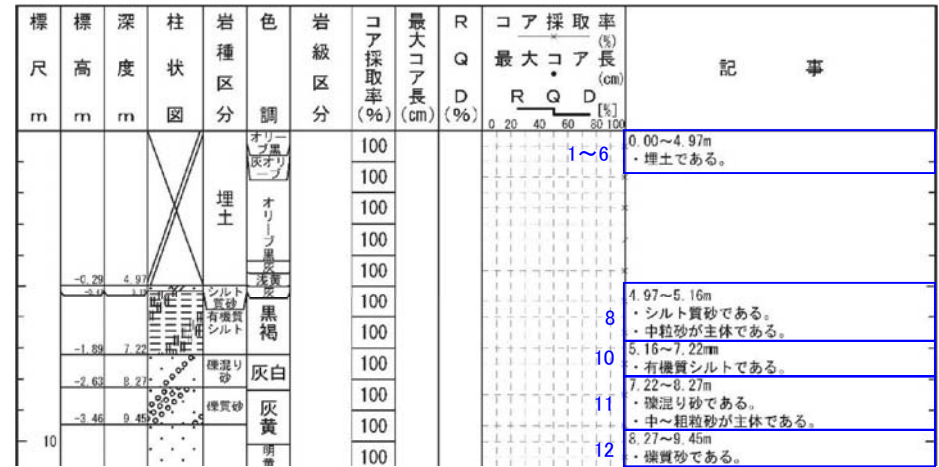 標尺m
標高m
深度m
柱状図
岩種区分
色調
岩級区分
コア採取率(%)
最大コア長(cm)
RQD(%)
コア採取率(%)
最大コア長(cm)
RQD[%]
0 20 40 60 80 100
記事
オリーブ黒
灰オリーブ
オリーブ黒
灰
浅黄
灰
黒褐
灰白
灰黄
明黄
埋土
シルト質砂
有機質シルト
礫混り砂
礫質砂
-0.29 4.97
-1.89 7.22
-2.63 8.27
-3.46 9.45
10
100
100
100
100
100
100
100
100
100
100
100
1～6
0.00～4.97m
・埋土である。
8
4.97～5.16m
・シルト質砂である。
・中粒砂が主体である。
10
5.16～7.22mm
・有機質シルトである。
11
7.22～8.27m
・礫混り砂である。
・中～粗粒砂が主体である。
12
8.27～9.45m
・礫質砂である。